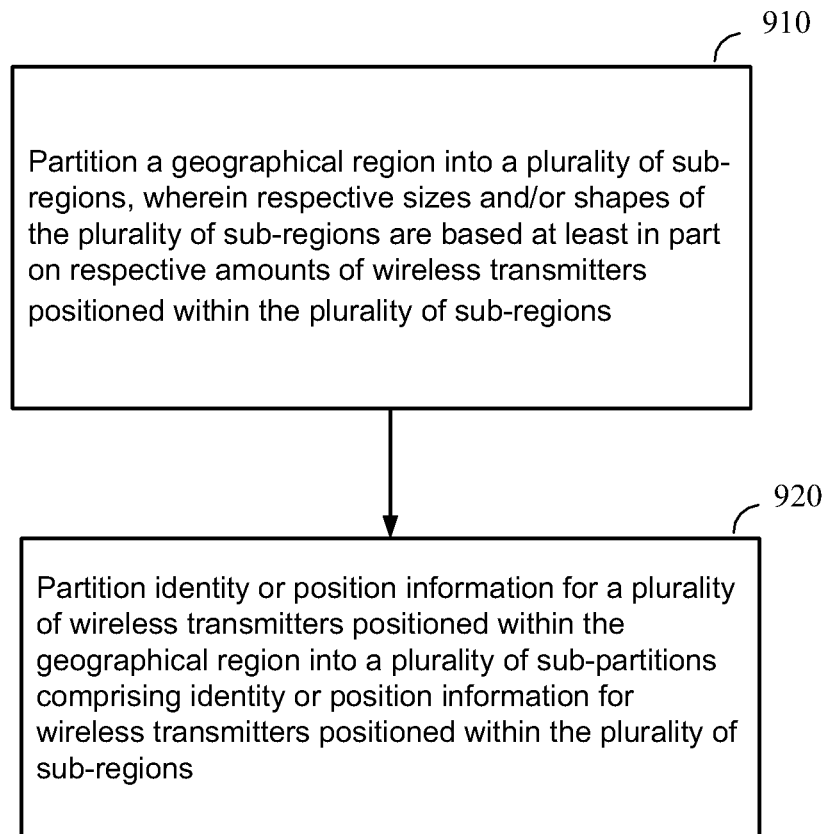 910
Partition a geographical region into a plurality of sub-
regions, wherein respective sizes and/or shapes of
the plurality of sub-regions are based at least in part
on respective amounts of wireless transmitters
positioned within the plurality of sub-regions
920
Partition identity or position information for a plurality
of wireless transmitters positioned within the
geographical region into a plurality of sub-partitions
comprising identity or position information for
wireless transmitters positioned within the plurality of
sub-regions